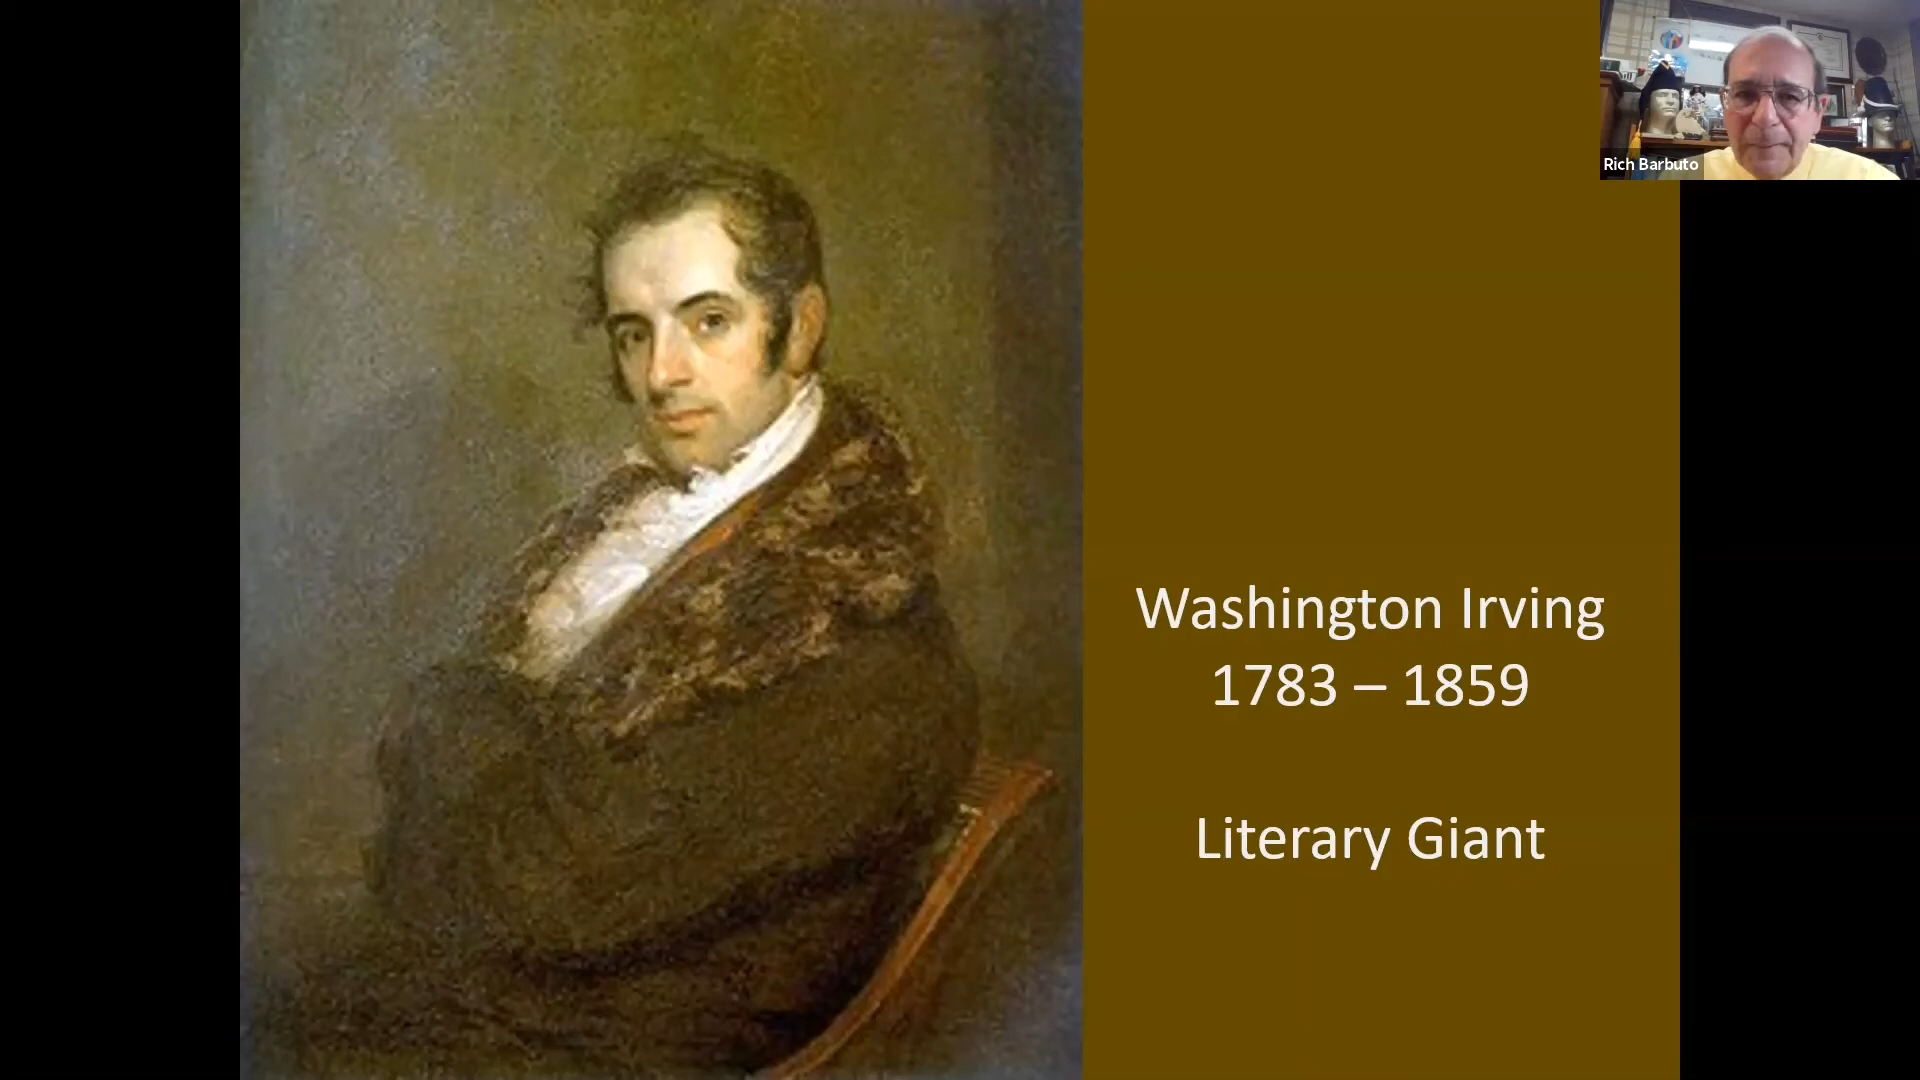 Rich Barbuto
Washington Irving
1783 – 1859
Literary Giant